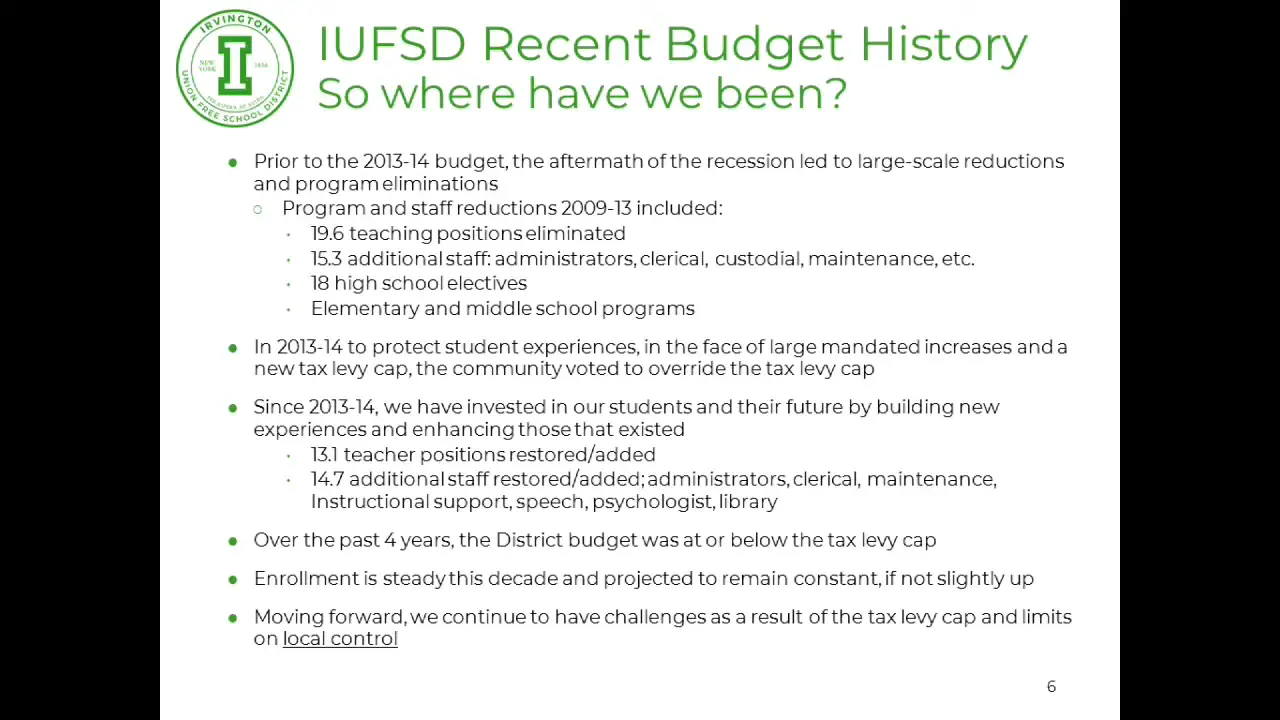 IRVINGTON
NEW YORK
1856
UNION FREE SCHOOL DISTRICT
IUFSD Recent Budget History
So where have we been?
● Prior to the 2013-14 budget, the aftermath of the recession led to large-scale reductions
and program eliminations
○ Program and staff reductions 2009-13 included:
· 19.6 teaching positions eliminated
· 15.3 additional staff: administrators, clerical, custodial, maintenance, etc.
· 18 high school electives
· Elementary and middle school programs
● In 2013-14 to protect student experiences, in the face of large mandated increases and a
new tax levy cap, the community voted to override the tax levy cap
● Since 2013-14, we have invested in our students and their future by building new
experiences and enhancing those that existed
· 13.1 teacher positions restored/added
· 14.7 additional staff restored/added; administrators, clerical, maintenance,
Instructional support, speech, psychologist, library
● Over the past 4 years, the District budget was at or below the tax levy cap
● Enrollment is steady this decade and projected to remain constant, if not slightly up
● Moving forward, we continue to have challenges as a result of the tax levy cap and limits
on local control
6